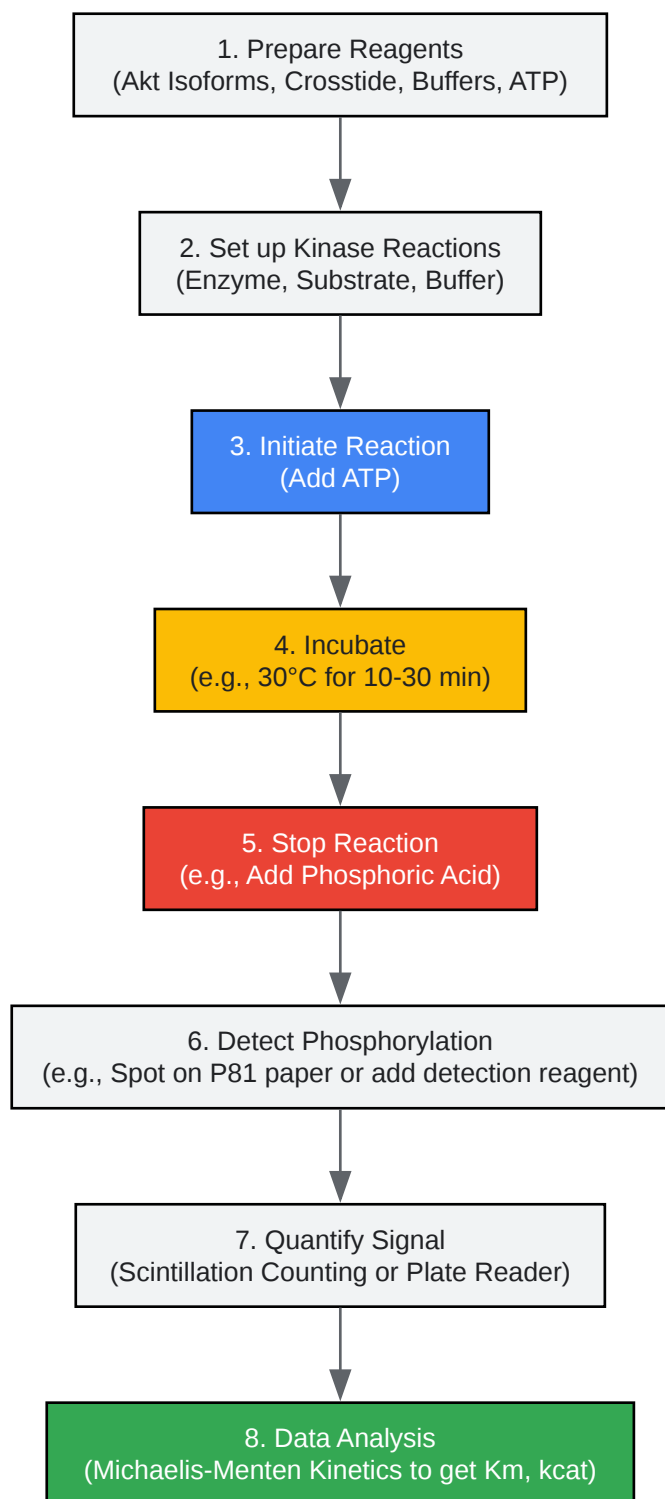 1. Prepare Reagents
(Akt Isoforms, Crosstide, Buffers, ATP)
2. Set up Kinase Reactions
(Enzyme, Substrate, Buffer)
3. Initiate Reaction
(Add ATP)
4. Incubate
(e.g., 30°C for 10-30 min)
5. Stop Reaction
(e.g., Add Phosphoric Acid)
6. Detect Phosphorylation
(e.g., Spot on P81 paper or add detection reagent)
7. Quantify Signal
(Scintillation Counting or Plate Reader)
8. Data Analysis
(Michaelis-Menten Kinetics to get Km, kcat)